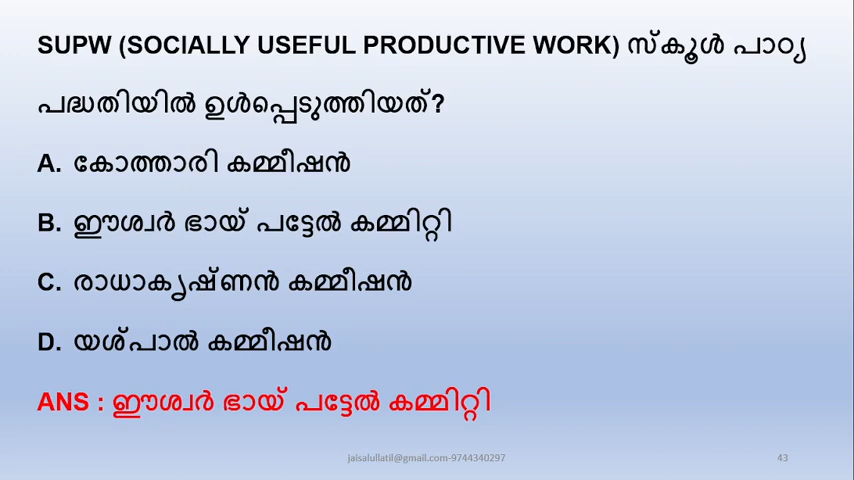 SUPW (SOCIALLY USEFUL PRODUCTIVE WORK) സ്കൂൾ പാഠ്യ
പദ്ധതിയിൽ ഉൾപ്പെടുത്തിയത്?
A. കോത്താരി കമ്മീഷൻ
B. ഈശ്വർ ഭായ് പട്ടേൽ കമ്മിറ്റി
C. രാധാകൃഷ്ണൻ കമ്മീഷൻ
D. യശ്പാൽ കമ്മീഷൻ
ANS : ഈശ്വർ ഭായ് പട്ടേൽ കമ്മിറ്റി
jaisalullatil@gmail.com-9744340297 43